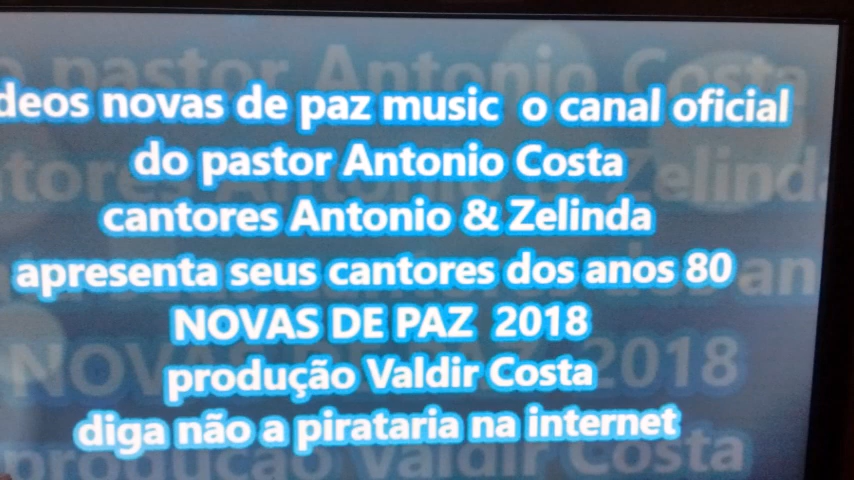 deos novas de paz music o canal oficial
do pastor Antonio Costa
cantores Antonio & Zelinda
apresenta seus cantores dos anos 80
NOVAS DE PAZ 2018
produção Valdir Costa
diga não a pirataria na internet